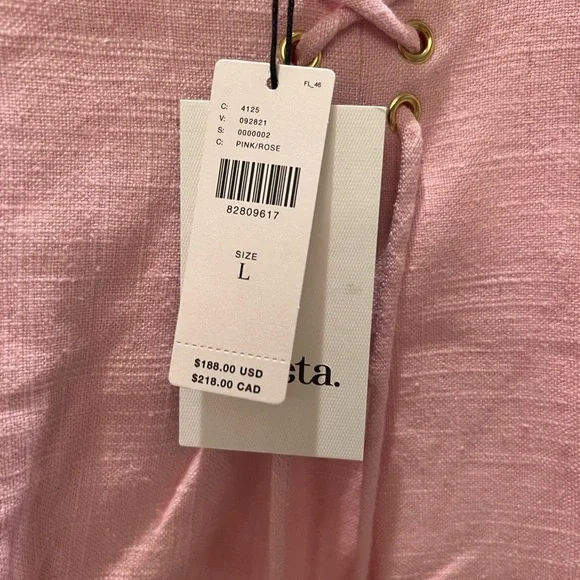 FL_46
C: 4125
V: 092821
S: 0000002
C: PINK/ROSE
82809617
SIZE
L
$188.00 USD
$218.00 CAD
eta.